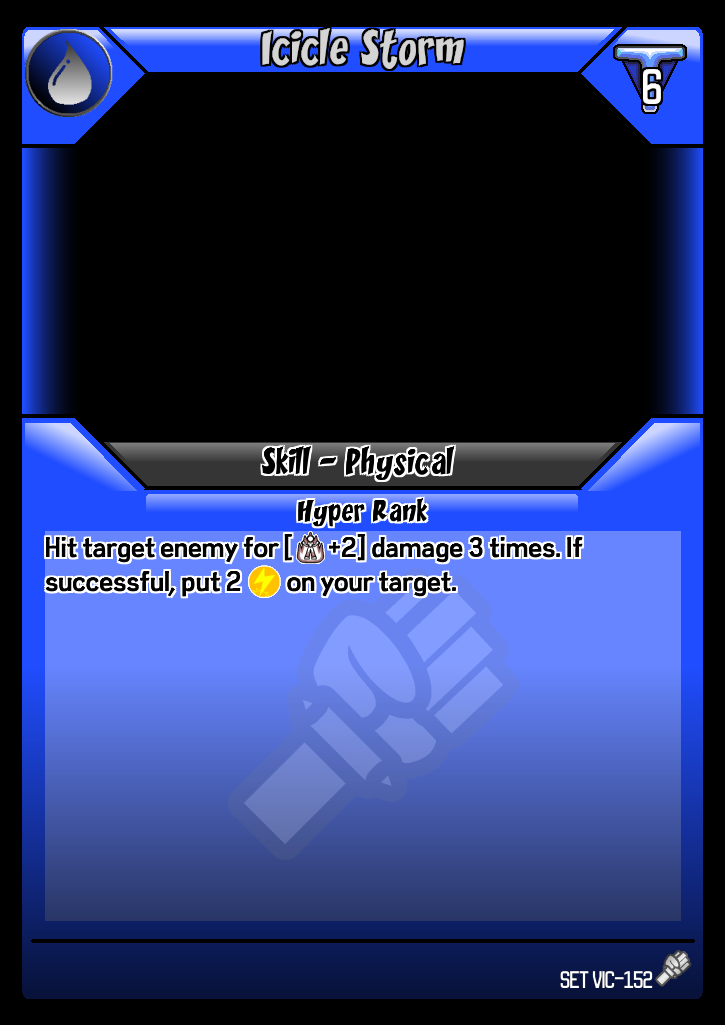 Icicle Storm
6
Skill - Physical
Hyper Rank
Hit target enemy for [ +2] damage 3 times. If
successful, put 2 on your target.
SET VIC-152